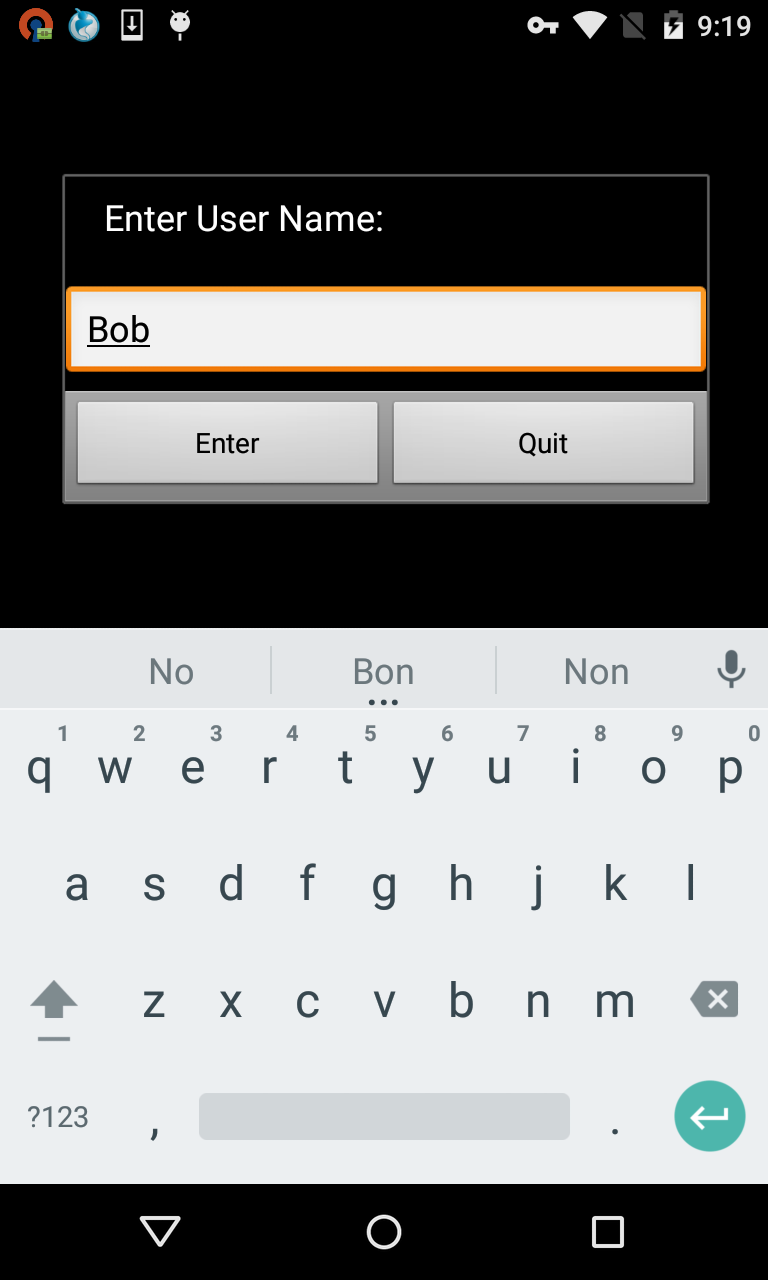 9:19
Enter User Name:
Bob
Enter Quit
No Bon Non
1 2 3 4 5 6 7 8 9 0
q w e r t y u i o p
a s d f g h j k l
z x c v b n m
?123 , .